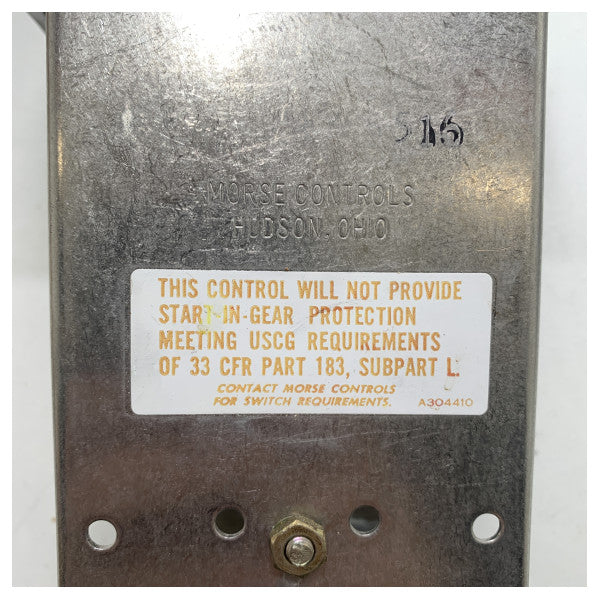 16
MORSE CONTROLS
HUDSON, OHIO
THIS CONTROL WILL NOT PROVIDE
START-IN-GEAR PROTECTION
MEETING USCG REQUIREMENTS
OF 33 CFR PART 183, SUBPART L.
CONTACT MORSE CONTROLS
FOR SWITCH REQUIREMENTS.
A304410